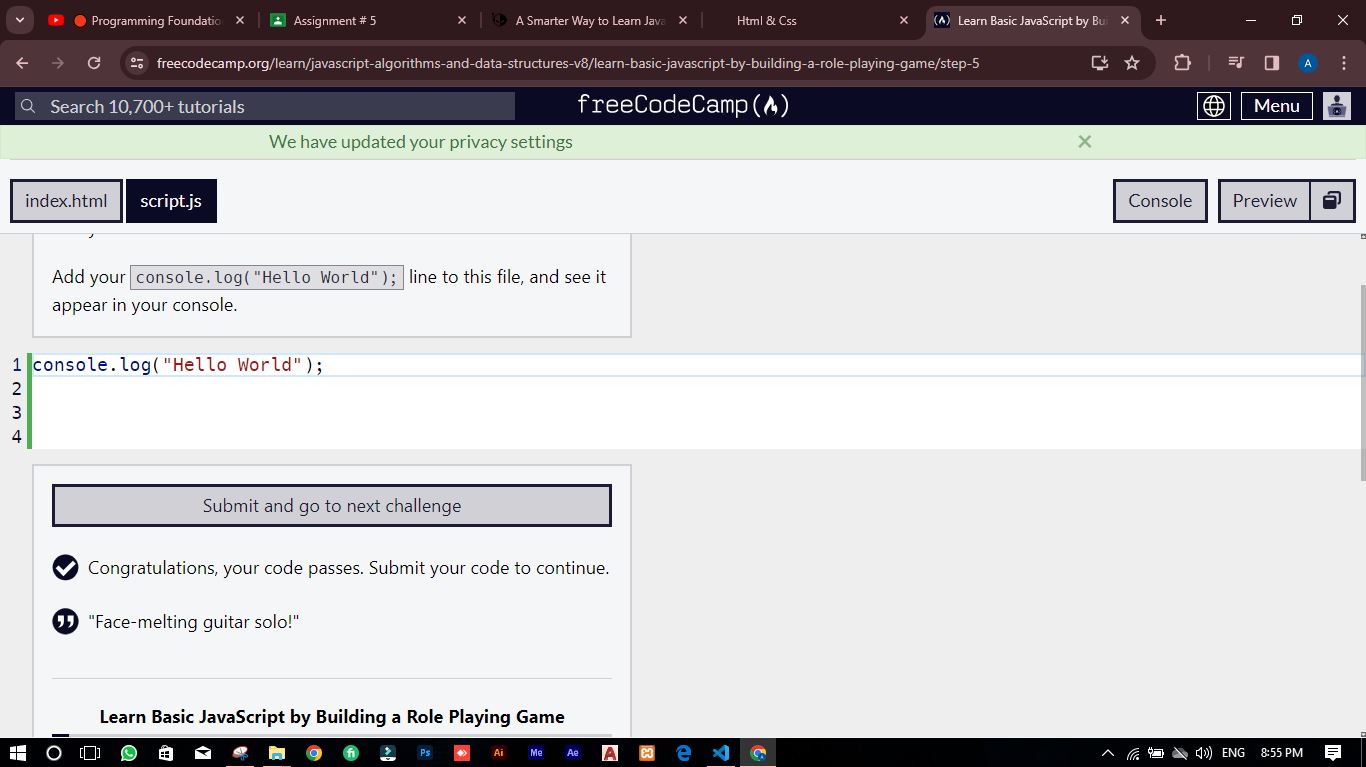 Programming Foundatio
Assignment # 5
A Smarter Way to Learn Java
Html & Css
Learn Basic JavaScript by Bui
freecodecamp.org/learn/javascript-algorithms-and-data-structures-v8/learn-basic-javascript-by-building-a-role-playing-game/step-5
A
Search 10,700+ tutorials
freeCodeCamp
Menu
We have updated your privacy settings
index.html
script.js
Console
Preview
Add your console.log("Hello World"); line to this file, and see it
appear in your console.
1 console.log("Hello World");
2
3
4
Submit and go to next challenge
Congratulations, your code passes. Submit your code to continue.
"Face-melting guitar solo!"
Learn Basic JavaScript by Building a Role Playing Game
Ps
Ai
Me
Ae
ENG
8:55 PM